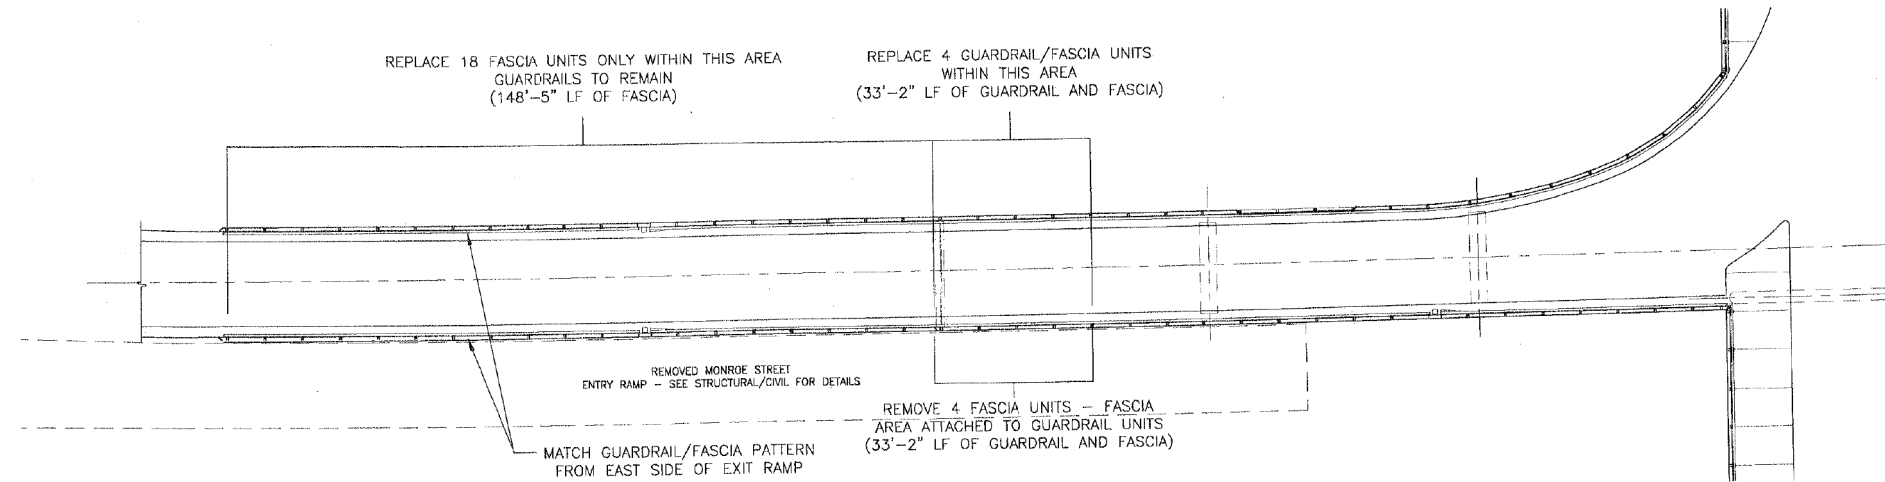 REPLACE 18 FASCIA UNITS ONLY WITHIN THIS AREA
GUARDRAILS TO REMAIN
(148'-5" LF OF FASCIA)
REPLACE 4 GUARDRAIL/FASCIA UNITS
WITHIN THIS AREA
(33'-2" LF OF GUARDRAIL AND FASCIA)
REMOVED MONROE STREET
ENTRY RAMP - SEE STRUCTURAL/CIVIL FOR DETAILS
REMOVE 4 FASCIA UNITS - FASCIA
AREA ATTACHED TO GUARDRAIL UNITS
(33'-2" LF OF GUARDRAIL AND FASCIA)
MATCH GUARDRAIL/FASCIA PATTERN
FROM EAST SIDE OF EXIT RAMP